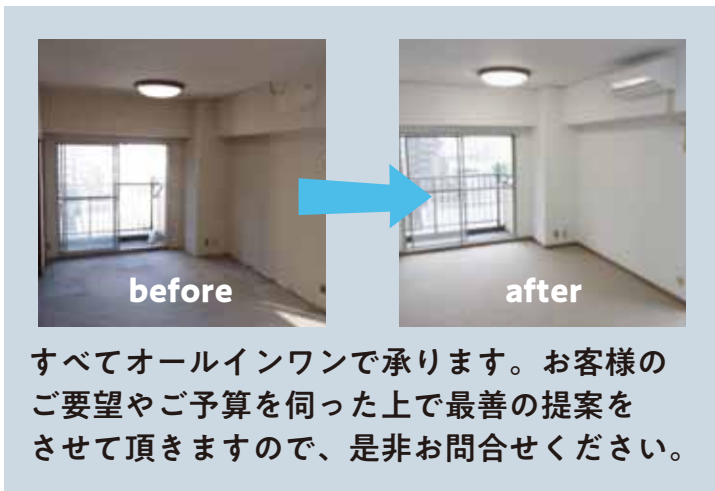 before
after
すべてオールインワンで承ります。お客様の
ご要望やご予算を伺った上で最善の提案を
させて頂きますので、是非お問合せください。